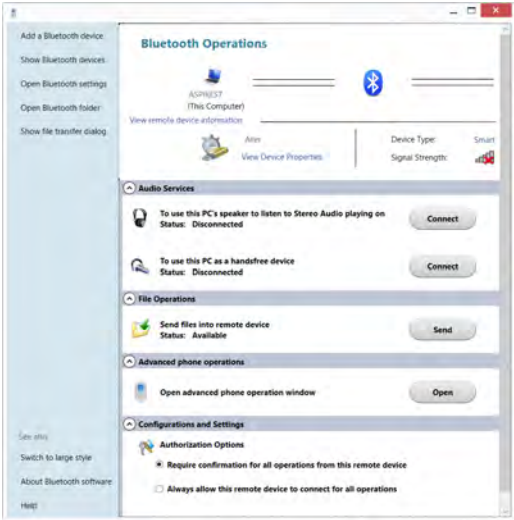 Add a Bluetooth device
Show Bluetooth devices
Open Bluetooth settings
Open Bluetooth folder
Show file transfer dialog
Bluetooth Operations
ASPIRES7
(This Computer)
View remote device information
Alier
View Device Properties
Device Type: Smart
Signal Strength:
Audio Services
To use this PC's speaker to listen to Stereo Audio playing on
Status: Disconnected
Connect
To use this PC as a handsfree device
Status: Disconnected
Connect
File Operations
Send files into remote device
Status: Available
Send
Advanced phone operations
Open advanced phone operation window
Open
Configurations and Settings
Authorization Options
Require confirmation for all operations from this remote device
Always allow this remote device to connect for all operations
See also
Switch to large style
About Bluetooth software
Help